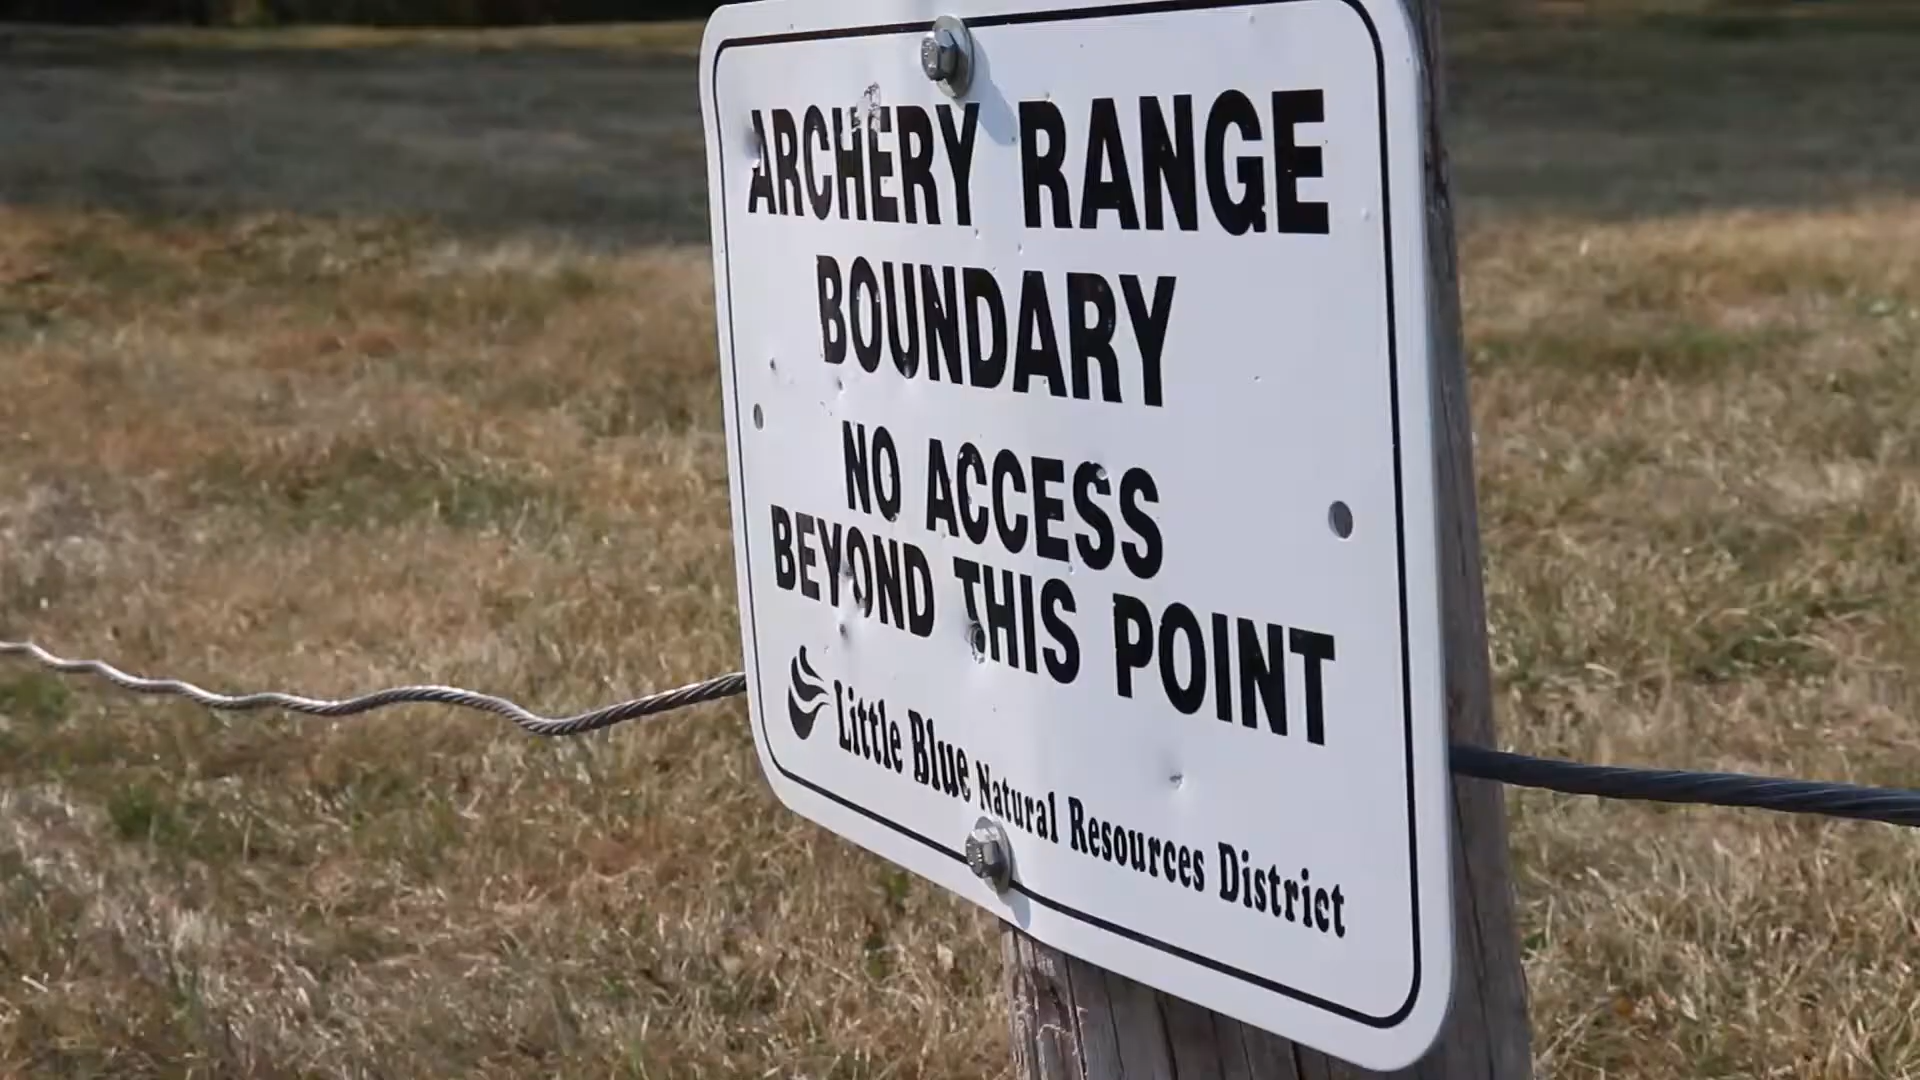 ARCHERY RANGE
BOUNDARY
NO ACCESS
BEYOND THIS POINT
Little Blue Natural Resources District